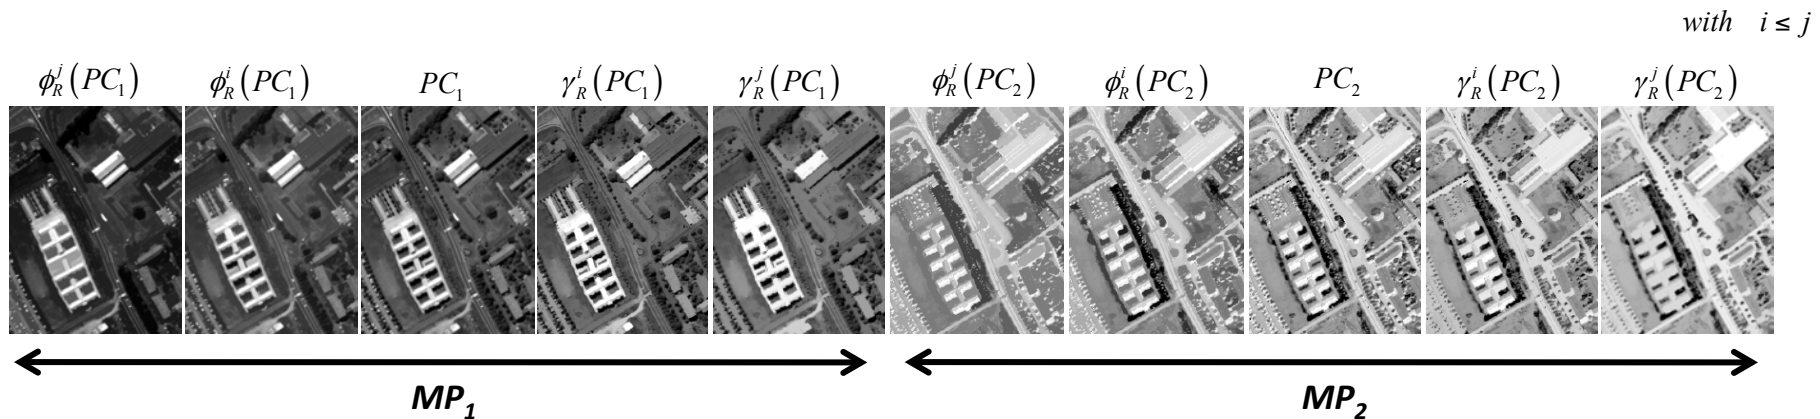 with i ≤ j
ϕ_R^j(PC_1) ϕ_R^i(PC_1) PC_1 γ_R^i(PC_1) γ_R^j(PC_1) ϕ_R^j(PC_2) ϕ_R^i(PC_2) PC_2 γ_R^i(PC_2) γ_R^j(PC_2)
MP_1 MP_2